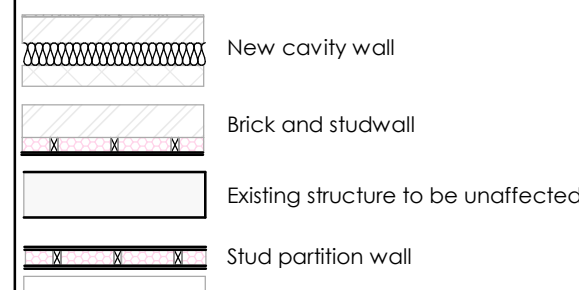 New cavity wall
Brick and studwall
Existing structure to be unaffected
Stud partition wall